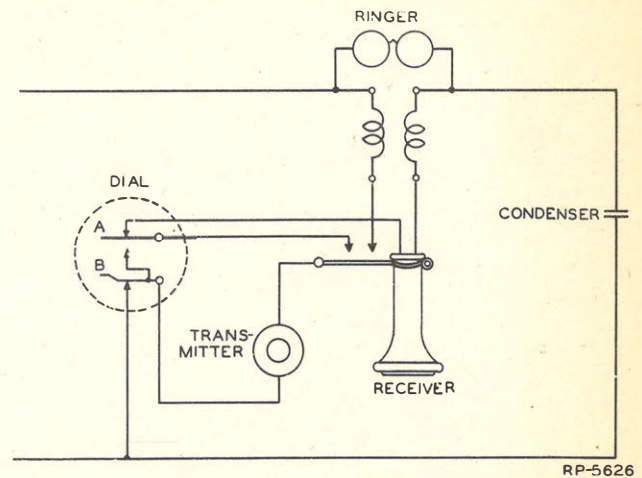 RINGER
DIAL
A
B
CONDENSER
TRANS-
MITTER
RECEIVER
RP-5626